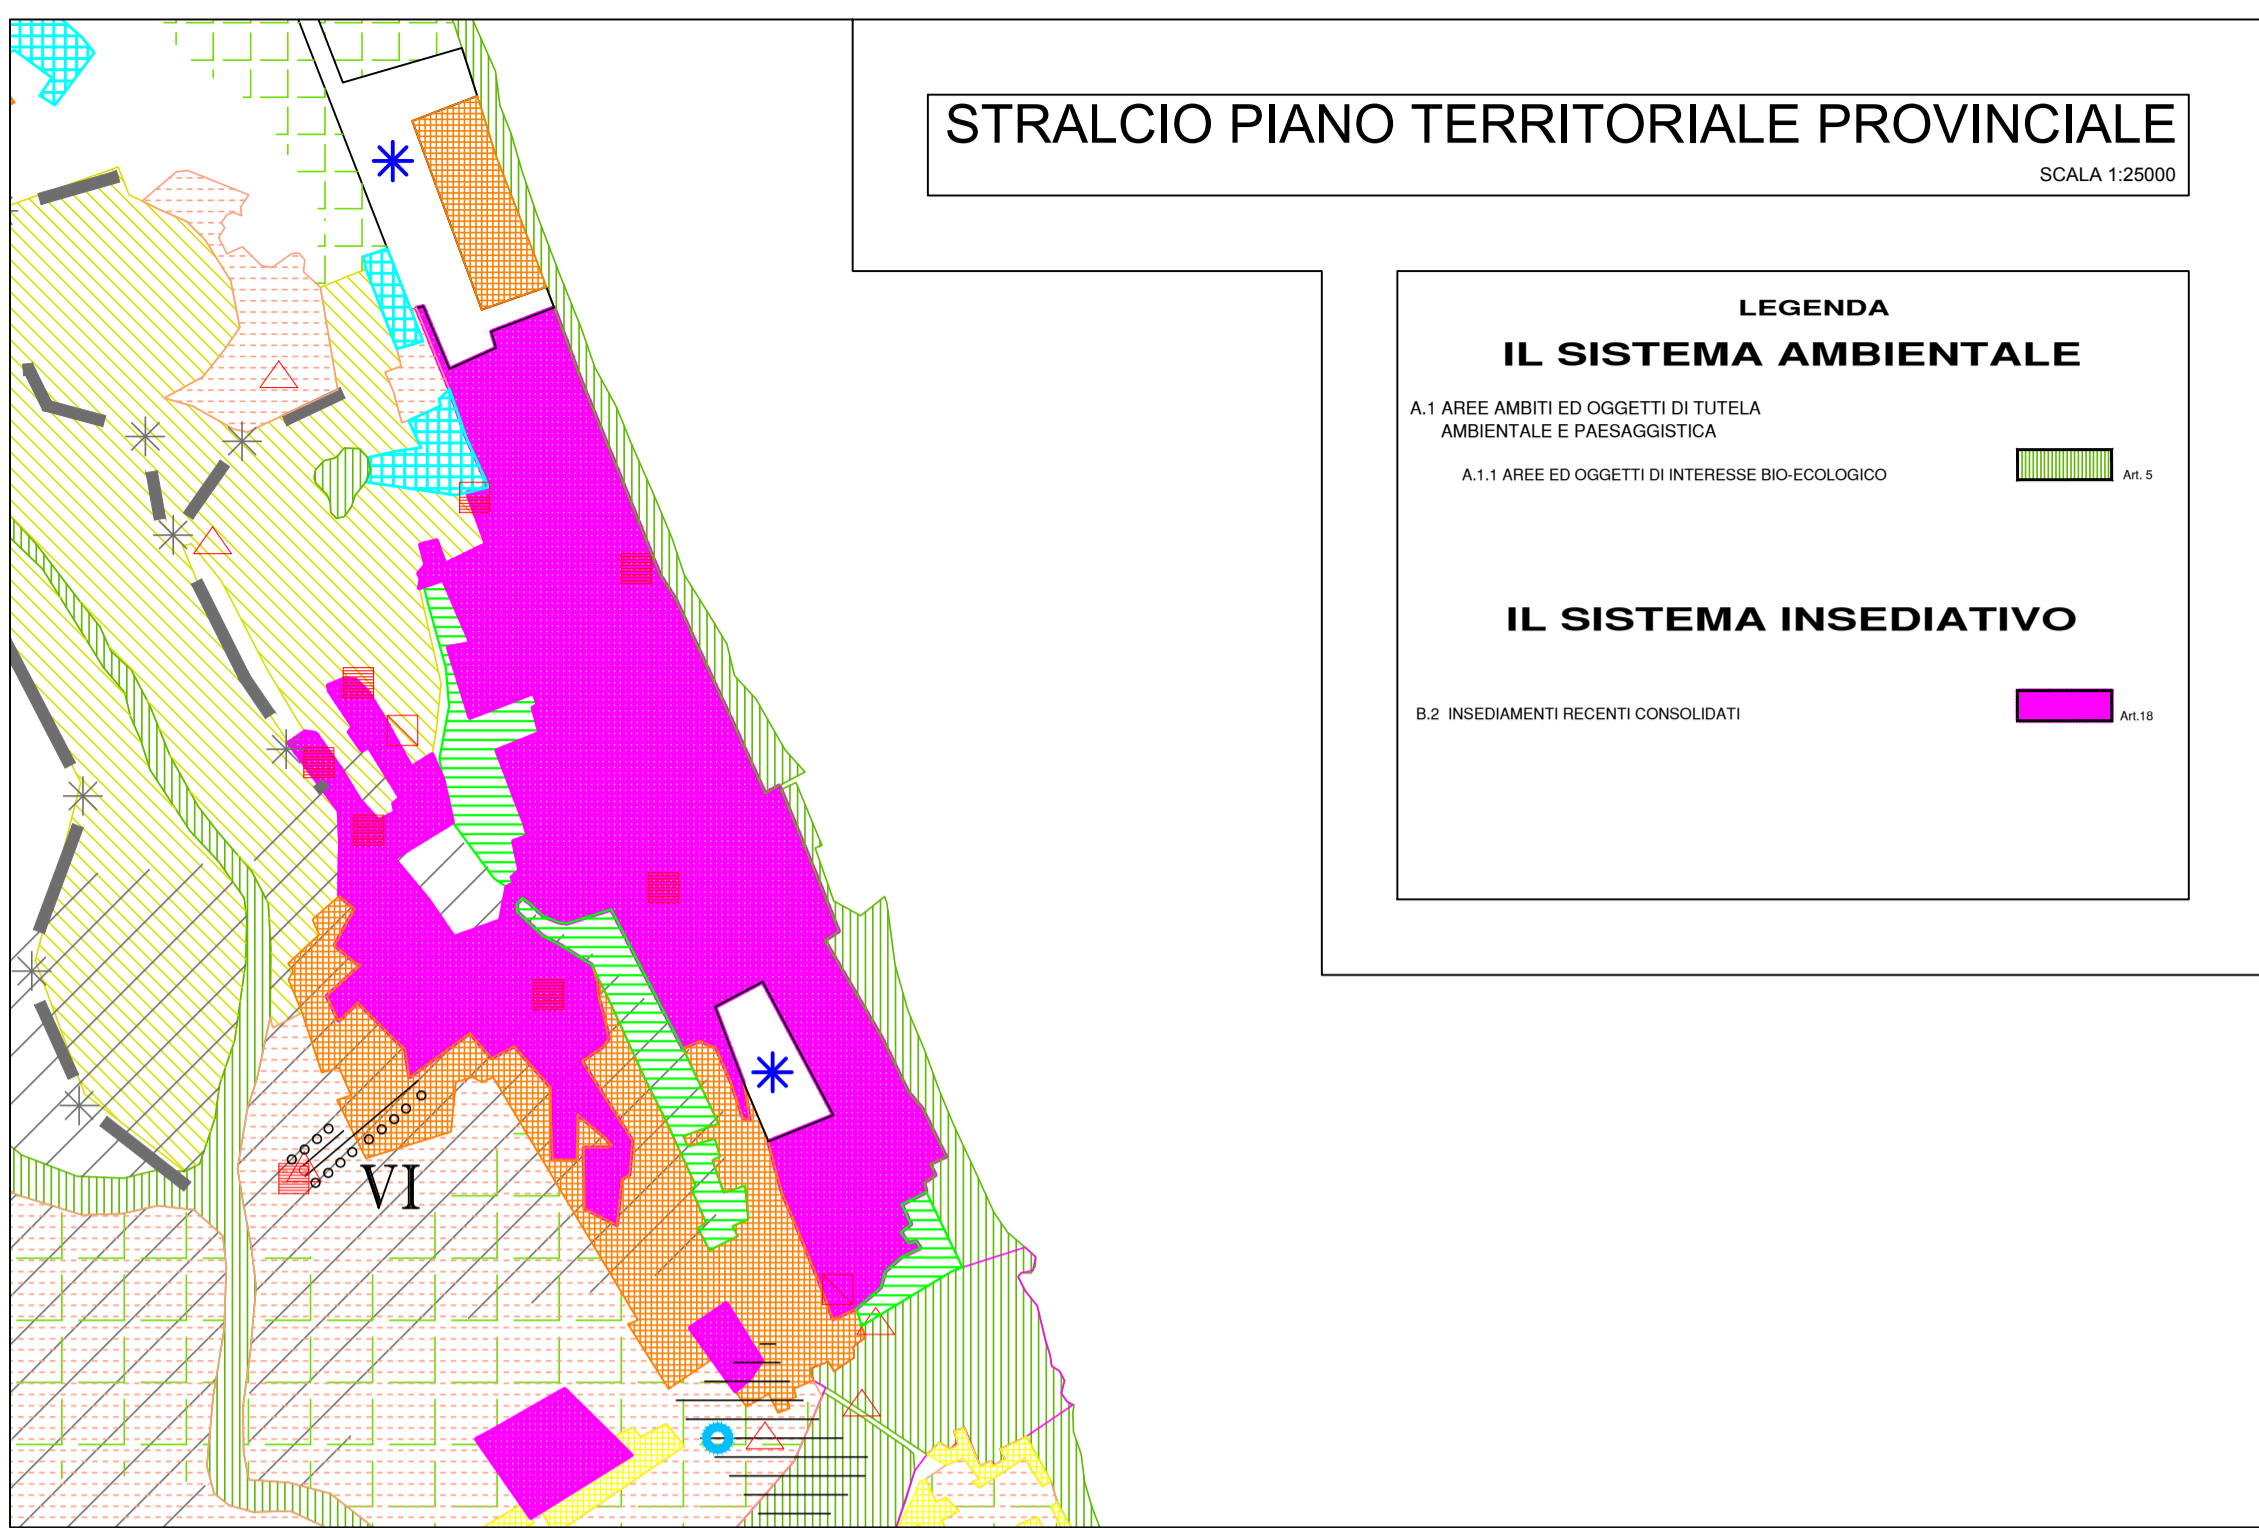 STRALCIO PIANO TERRITORIALE PROVINCIALE
SCALA 1:25000
LEGENDA
IL SISTEMA AMBIENTALE
A.1 AREE AMBITI ED OGGETTI DI TUTELA
AMBIENTALE E PAESAGGISTICA
A.1.1 AREE ED OGGETTI DI INTERESSE BIO-ECOLOGICO Art. 5
IL SISTEMA INSEDIATIVO
B.2 INSEDIAMENTI RECENTI CONSOLIDATI Art.18
VI